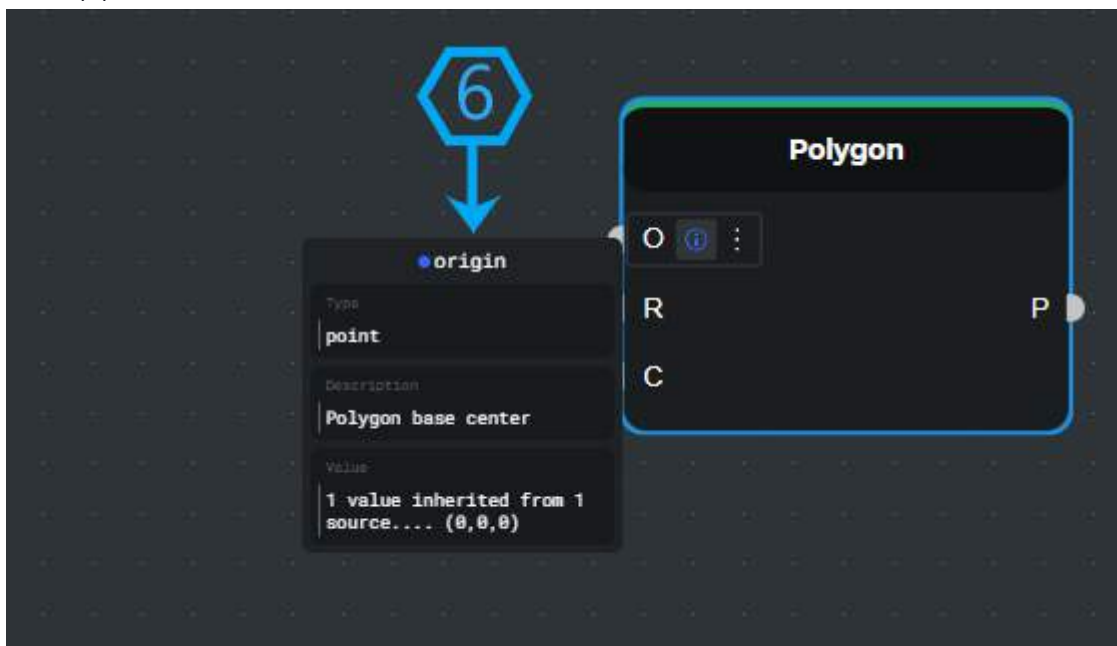 6
Polygon
O
origin
Type
point
R
P
Description
Polygon base center
C
Value
1 value inherited from 1
source.... (0,0,0)